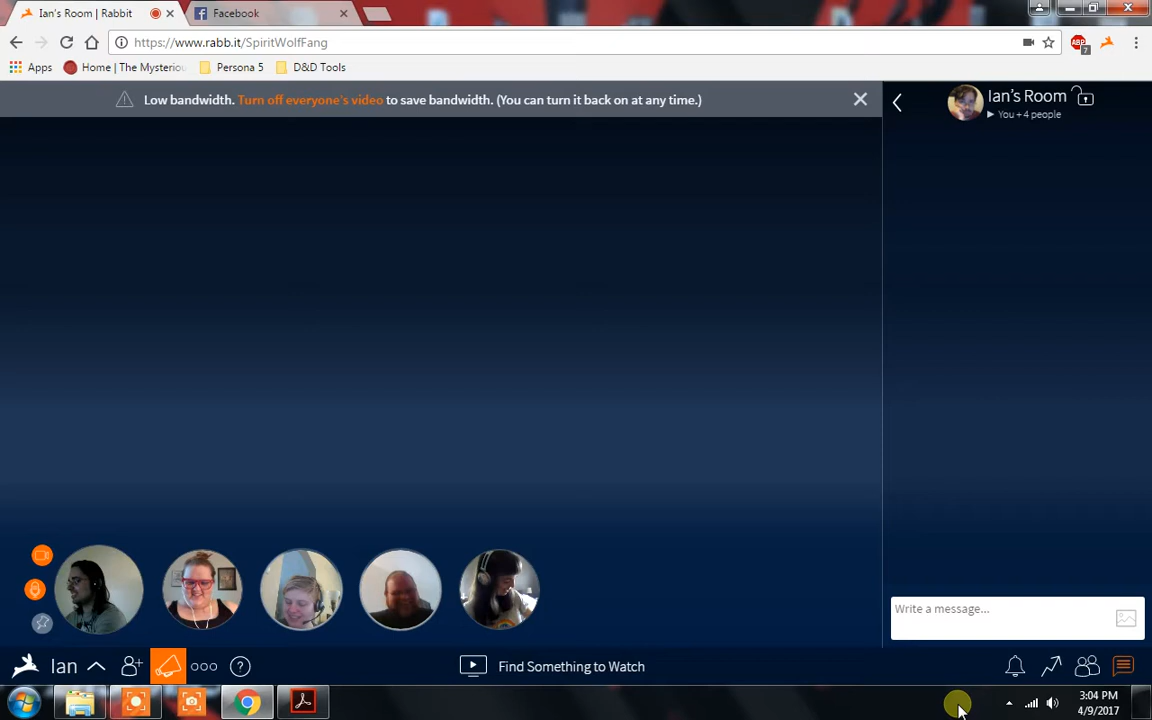 Ian's Room | Rabbit
Facebook
https://www.rabb.it/SpiritWolfFang
ABP
7
Apps
Home | The Mysteriou
Persona 5
D&D Tools
Low bandwidth. Turn off everyone's video to save bandwidth. (You can turn it back on at any time.)
Ian's Room
You + 4 people
Write a message...
Ian
Find Something to Watch
3:04 PM
4/9/2017